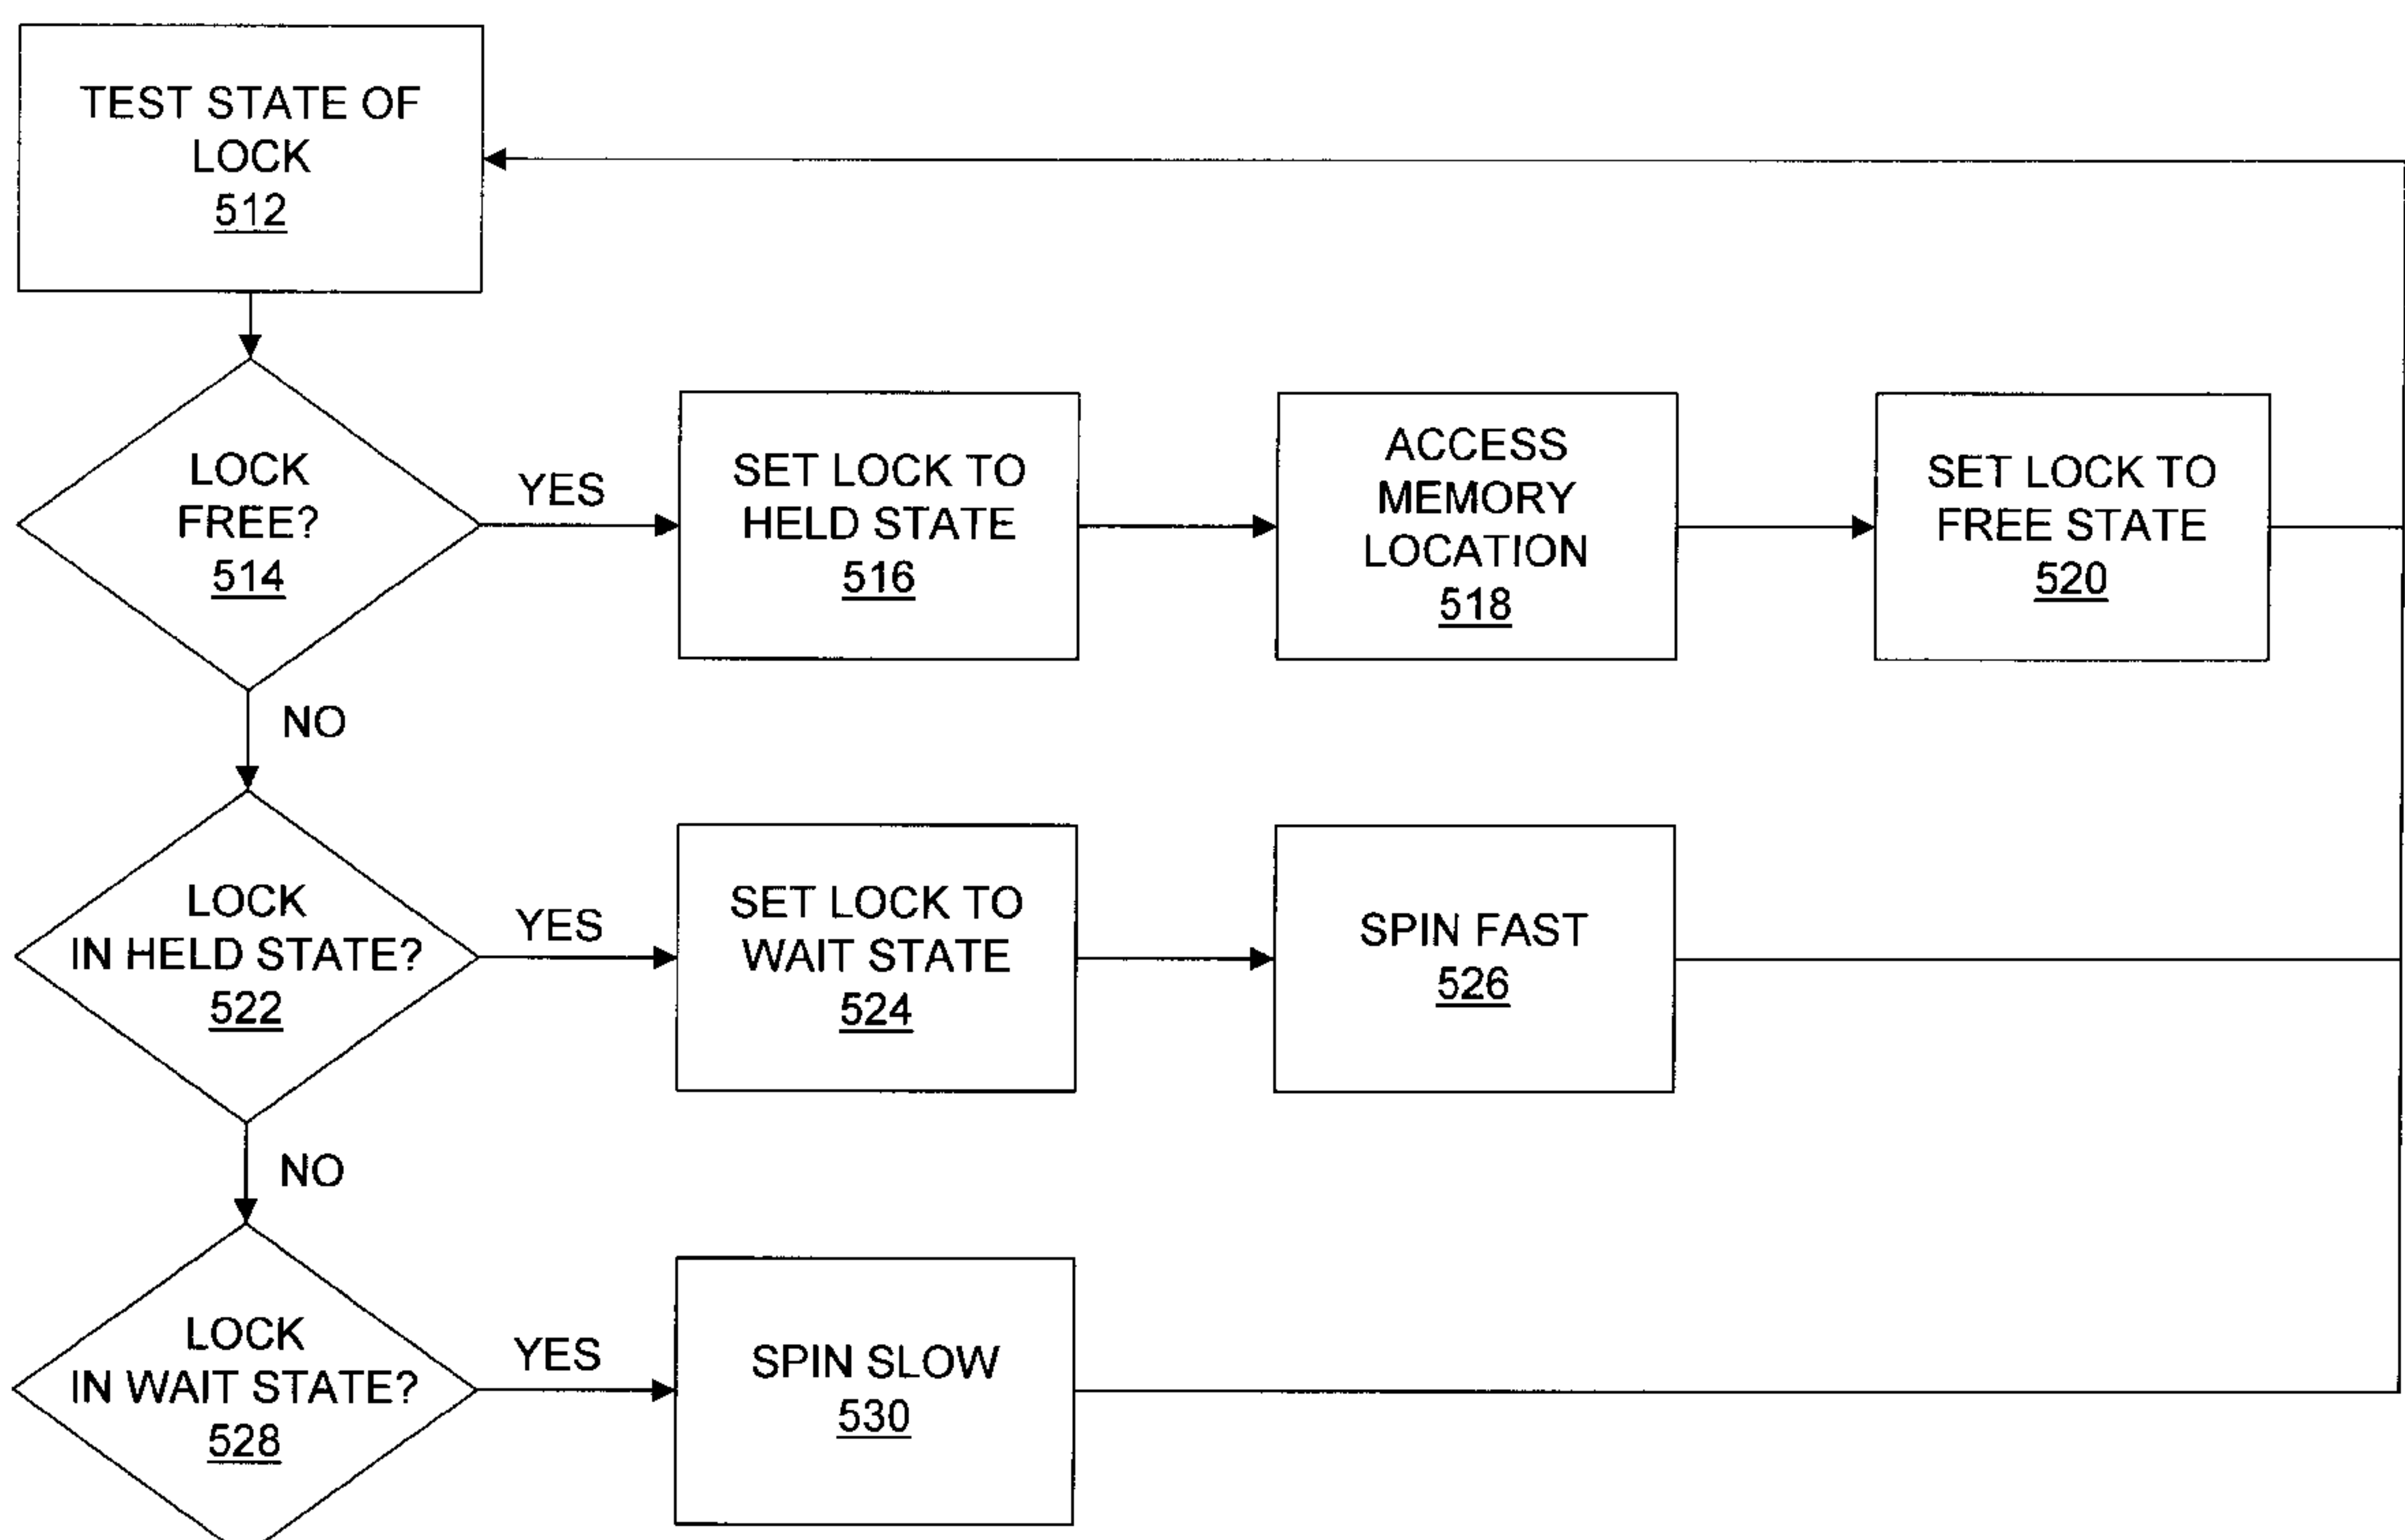 TEST STATE OF
LOCK
512
LOCK
FREE?
514
YES
SET LOCK TO
HELD STATE
516
ACCESS
MEMORY
LOCATION
518
SET LOCK TO
FREE STATE
520
NO
LOCK
IN HELD STATE?
522
YES
SET LOCK TO
WAIT STATE
524
SPIN FAST
526
NO
LOCK
IN WAIT STATE?
528
YES
SPIN SLOW
530